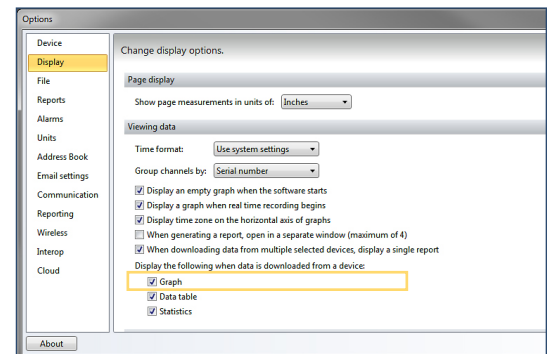 Options
Device
Display
File
Reports
Alarms
Units
Address Book
Email settings
Communication
Reporting
Wireless
Interop
Cloud
Change display options.
Page display
Show page measurements in units of: Inches
Viewing data
Time format: Use system settings
Group channels by: Serial number
Display an empty graph when the software starts
Display a graph when real time recording begins
Display time zone on the horizontal axis of graphs
When generating a report, open in a separate window (maximum of 4)
When downloading data from multiple selected devices, display a single report
Display the following when data is downloaded from a device:
Graph
Data table
Statistics
About